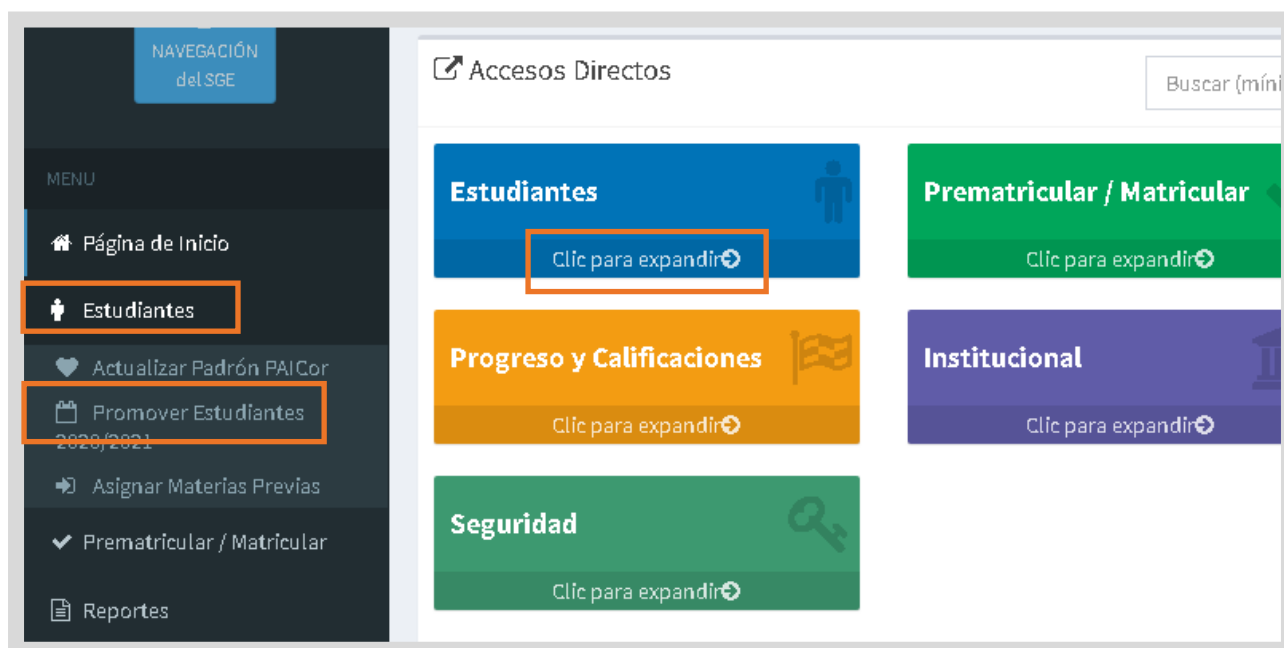 NAVEGACIÓN
del SGE
MENU
Página de Inicio
Estudiantes
Actualizar Padrón PAICor
Promover Estudiantes
2020/2021
Asignar Materias Previas
Prematricular / Matricular
Reportes
Accesos Directos
Buscar (míni
Estudiantes
Clic para expandir
Prematricular / Matricular
Clic para expandir
Progreso y Calificaciones
Clic para expandir
Institucional
Clic para expandir
Seguridad
Clic para expandir